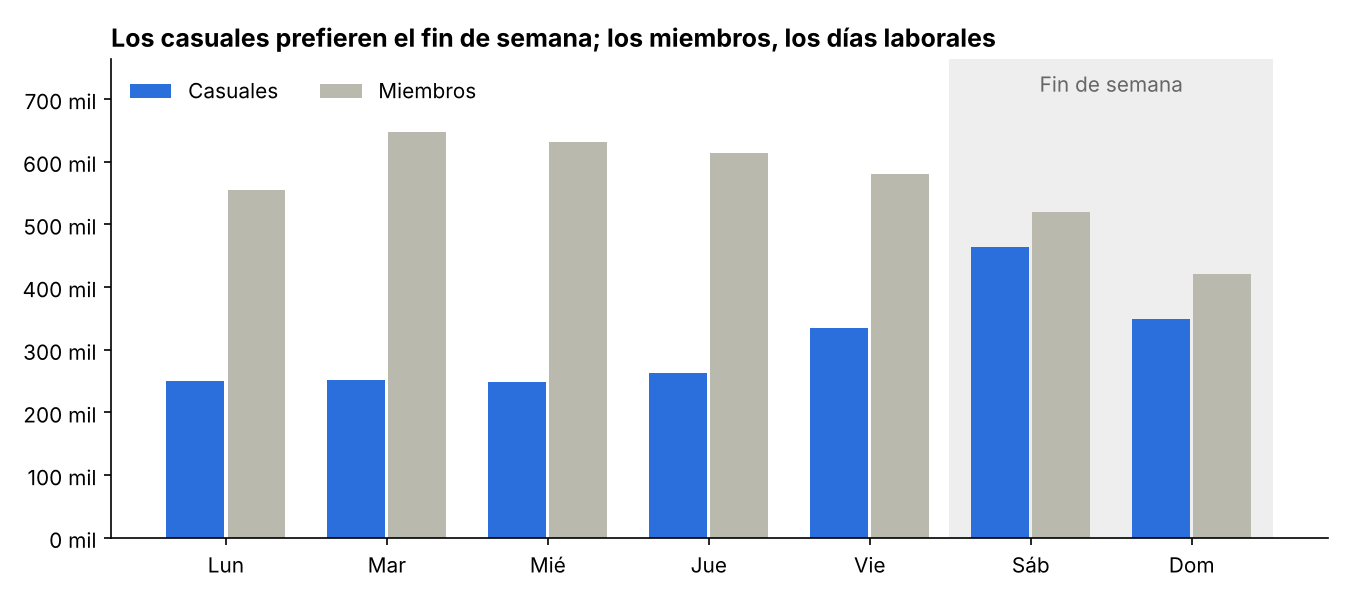 Los casuales prefieren el fin de semana; los miembros, los días laborales
Casuales Miembros
Fin de semana
700 mil
600 mil
500 mil
400 mil
300 mil
200 mil
100 mil
0 mil
Lun Mar Mié Jue Vie Sáb Dom